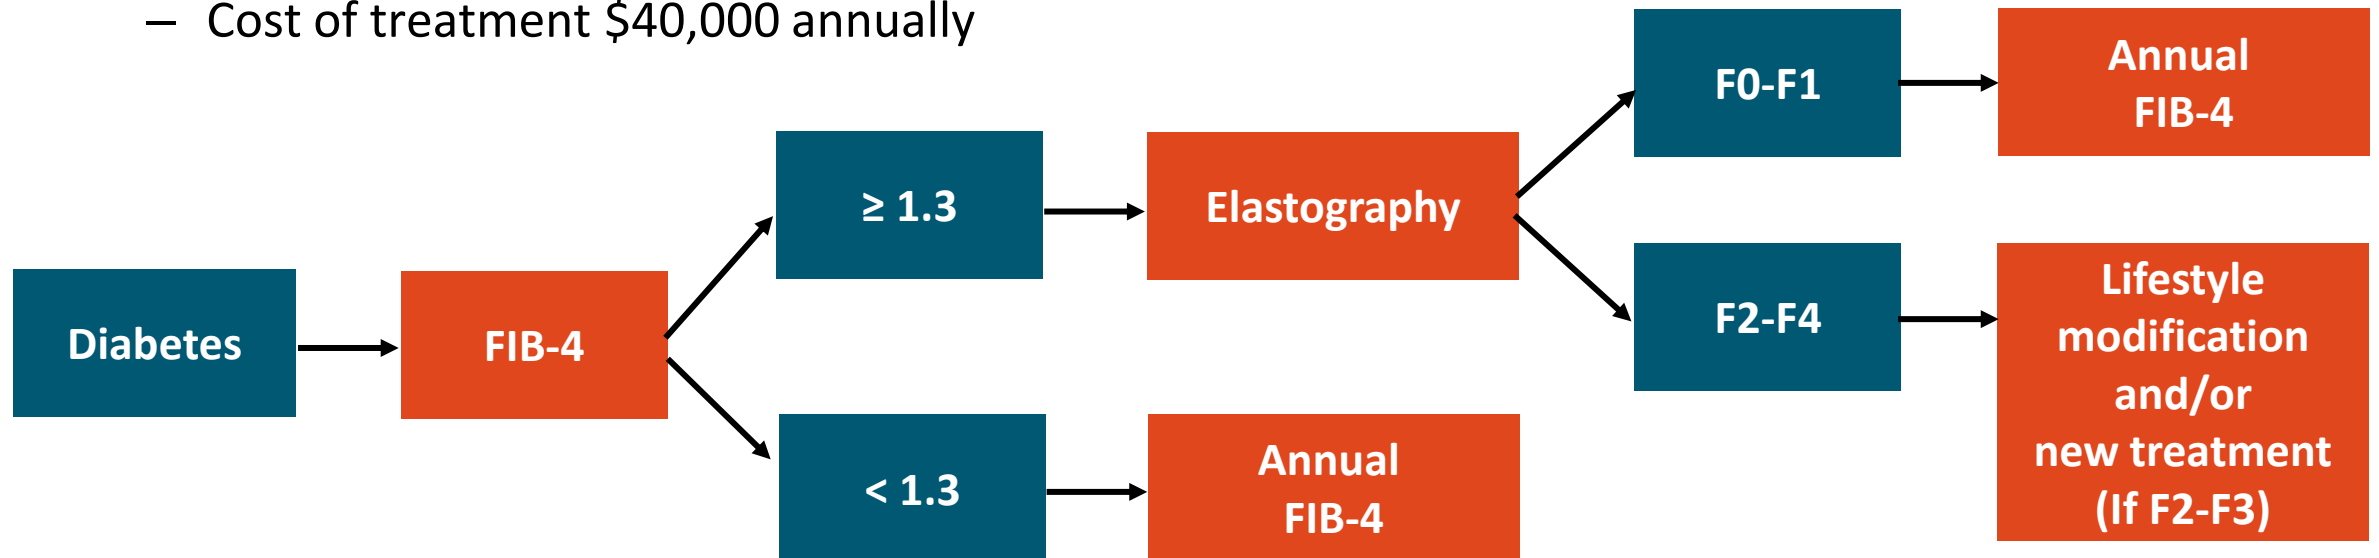 – Cost of treatment $40,000 annually
Diabetes
FIB-4
≥ 1.3
Elastography
F0-F1
Annual
FIB-4
F2-F4
Lifestyle
modification
and/or
new treatment
(If F2-F3)
< 1.3
Annual
FIB-4